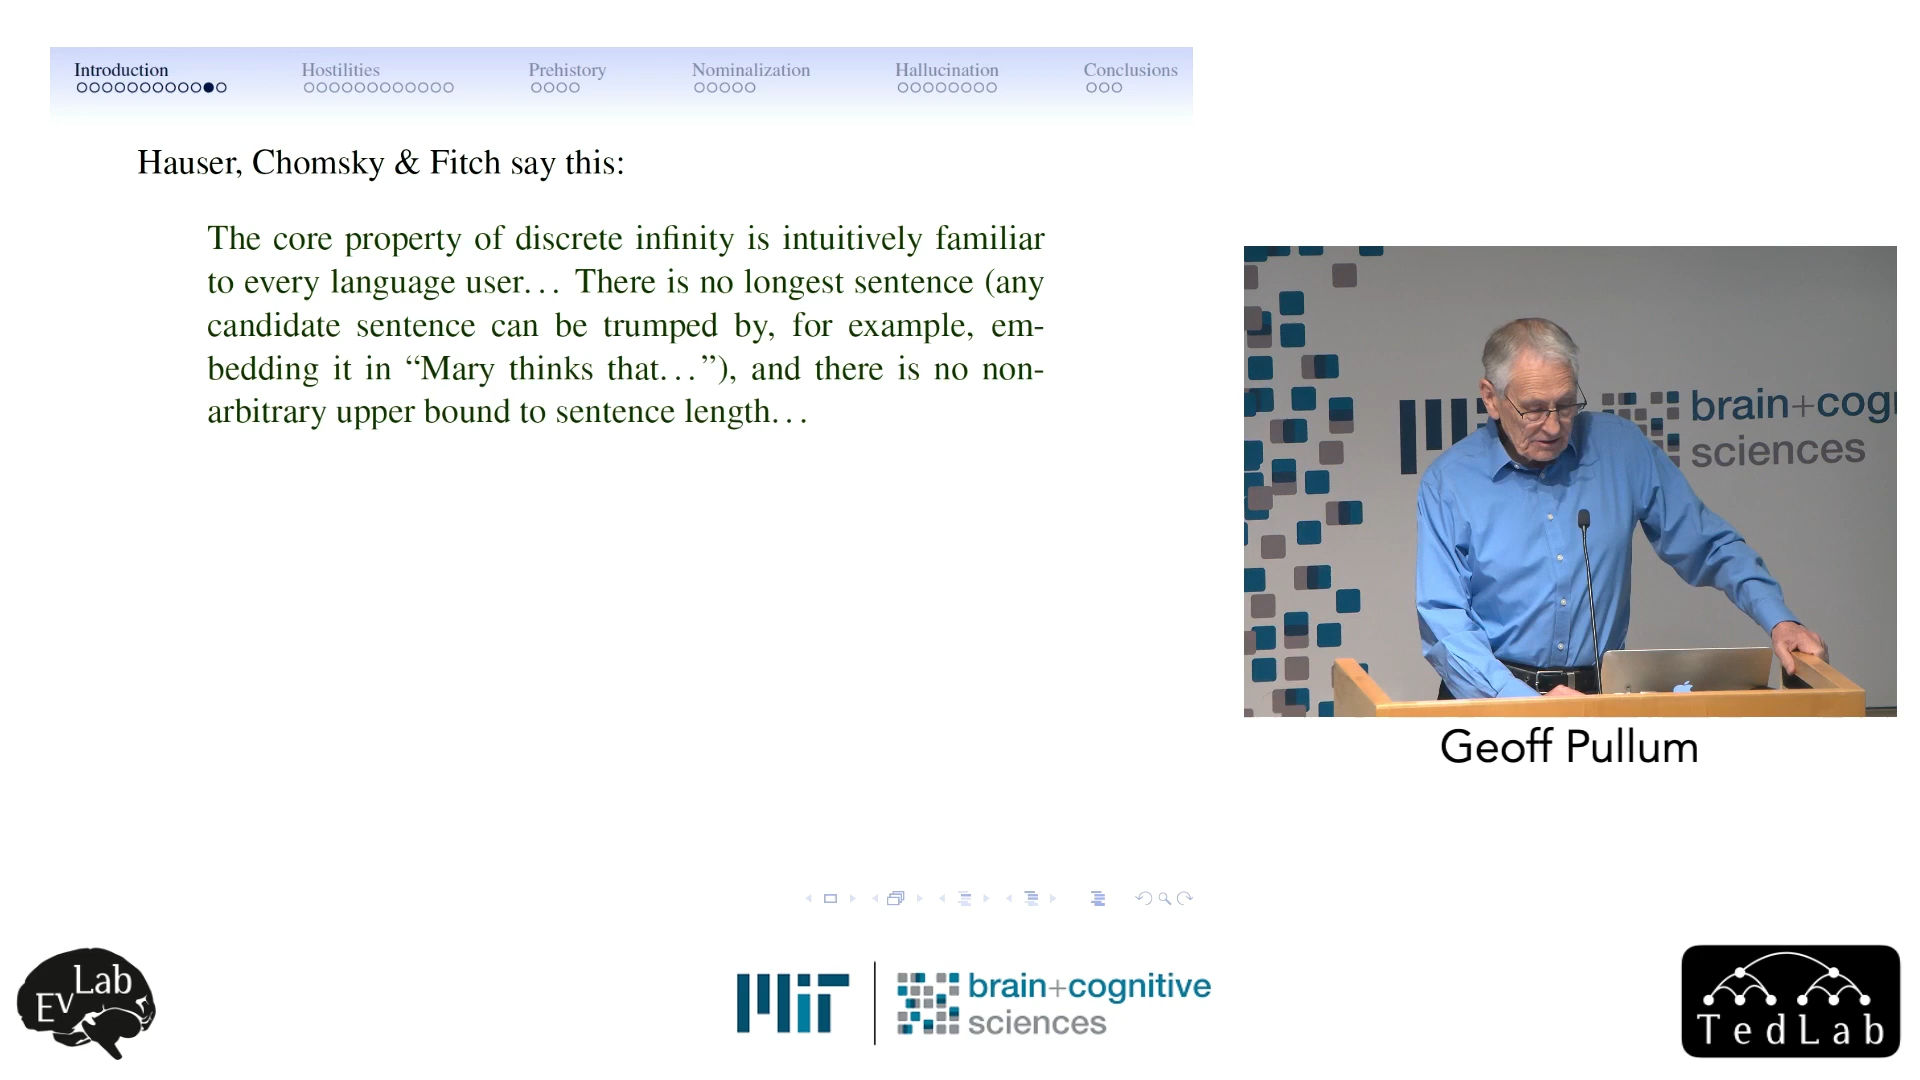 Introduction
Hostilities
Prehistory
Nominalization
Hallucination
Conclusions
Hauser, Chomsky & Fitch say this:
The core property of discrete infinity is intuitively familiar
to every language user... There is no longest sentence (any
candidate sentence can be trumped by, for example, em-
bedding it in “Mary thinks that...”), and there is no non-
arbitrary upper bound to sentence length...
brain+cogn
sciences
Geoff Pullum
EvLab
MIT
brain+cognitive
sciences
TedLab